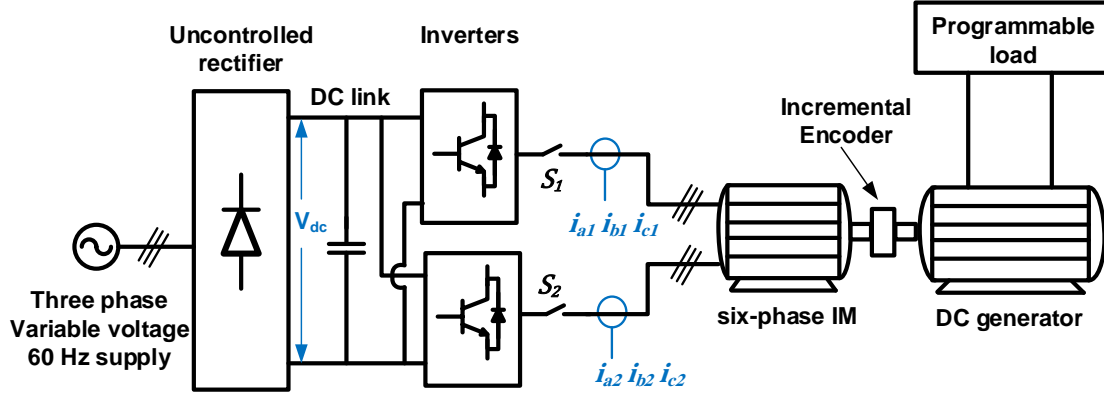 Uncontrolled
rectifier
Inverters
Programmable
load
DC link
Incremental
Encoder
S1
Vdc
ia1 ib1 ic1
S2
Three phase
Variable voltage
60 Hz supply
six-phase IM
DC generator
ia2 ib2 ic2